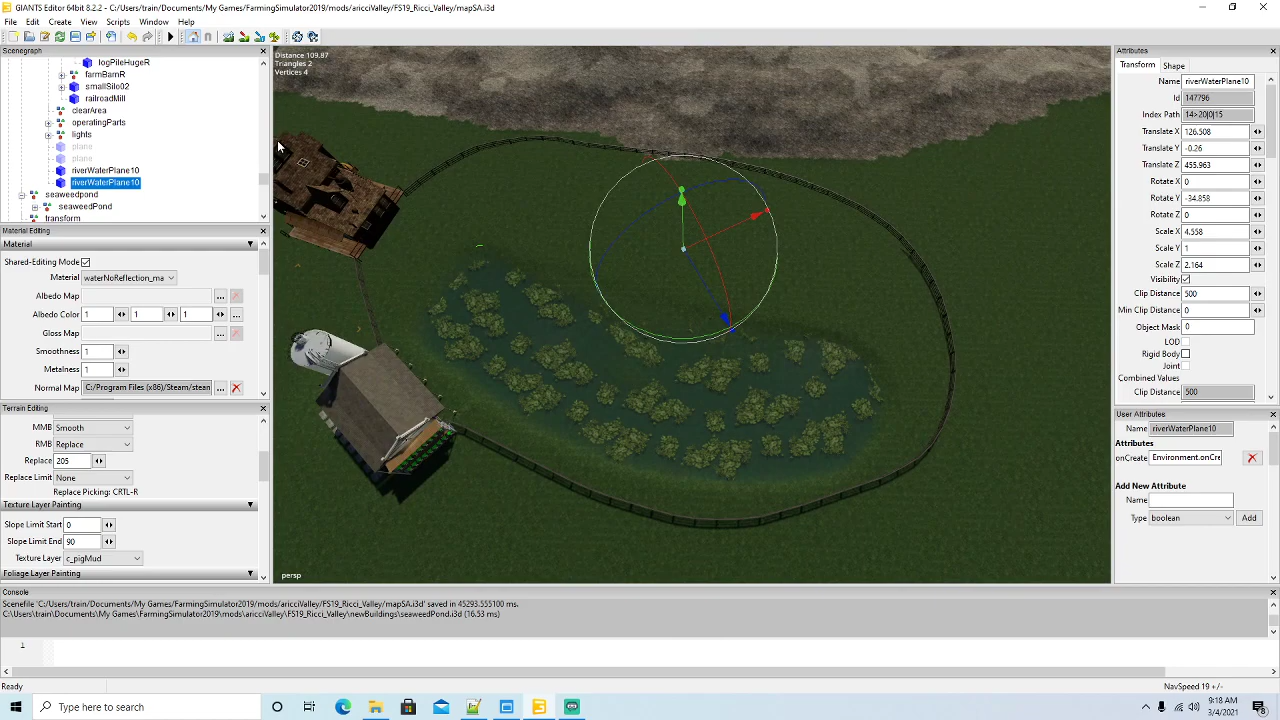 GIANTS Editor 64bit 8.2.2 - C:/Users/train/Documents/My Games/FarmingSimulator2019/mods/aricciValley/FS19_Ricci_Valley/mapSA.i3d
File Edit Create View Scripts Window Help
Scenegraph
logPileHugeR
farmBarnR
smallSilo02
railroadMill
clearArea
operatingParts
lights
plane
plane
riverWaterPlane10
riverWaterPlane10
seaweedpond
seaweedPond
transform
Material Editing
Material
Shared-Editing Mode
Material waterNoReflection_ma
Albedo Map ...
Albedo Color 1 1 1 ...
Gloss Map ...
Smoothness 1
Metalness 1
Normal Map C:/Program Files (x86)/Steam/stean ...
Terrain Editing
MMB Smooth
RMB Replace
Replace 205
Replace Limit None
Replace Picking: CRTL-R
Texture Layer Painting
Slope Limit Start 0
Slope Limit End 90
Texture Layer c_pigMud
Foliage Layer Painting
Distance 109.87
Triangles 2
Vertices 4
persp
Attributes
Transform Shape
Name riverWaterPlane10
Id 147796
Index Path 14>20|0|15
Translate X 126.508
Translate Y -0.26
Translate Z 455.963
Rotate X 0
Rotate Y -34.858
Rotate Z 0
Scale X 4.558
Scale Y 1
Scale Z 2.164
Visibility
Clip Distance 500
Min Clip Distance 0
Object Mask 0
LOD
Rigid Body
Joint
Combined Values
Clip Distance 500
User Attributes
Name riverWaterPlane10
Attributes
onCreate Environment.onCre
Add New Attribute
Name
Type boolean Add
Console
Scenefile 'C:/Users/train/Documents/My Games/FarmingSimulator2019/mods/aricciValley/FS19_Ricci_Valley/mapSA.i3d' saved in 45293.555100 ms.
C:\Users\train\Documents\My Games\FarmingSimulator2019\mods\aricciValley\FS19_Ricci_Valley\newBuildings\seaweedPond.i3d (16.53 ms)
1
Ready
NavSpeed 19 +/-
Type here to search
9:18 AM
3/4/2021